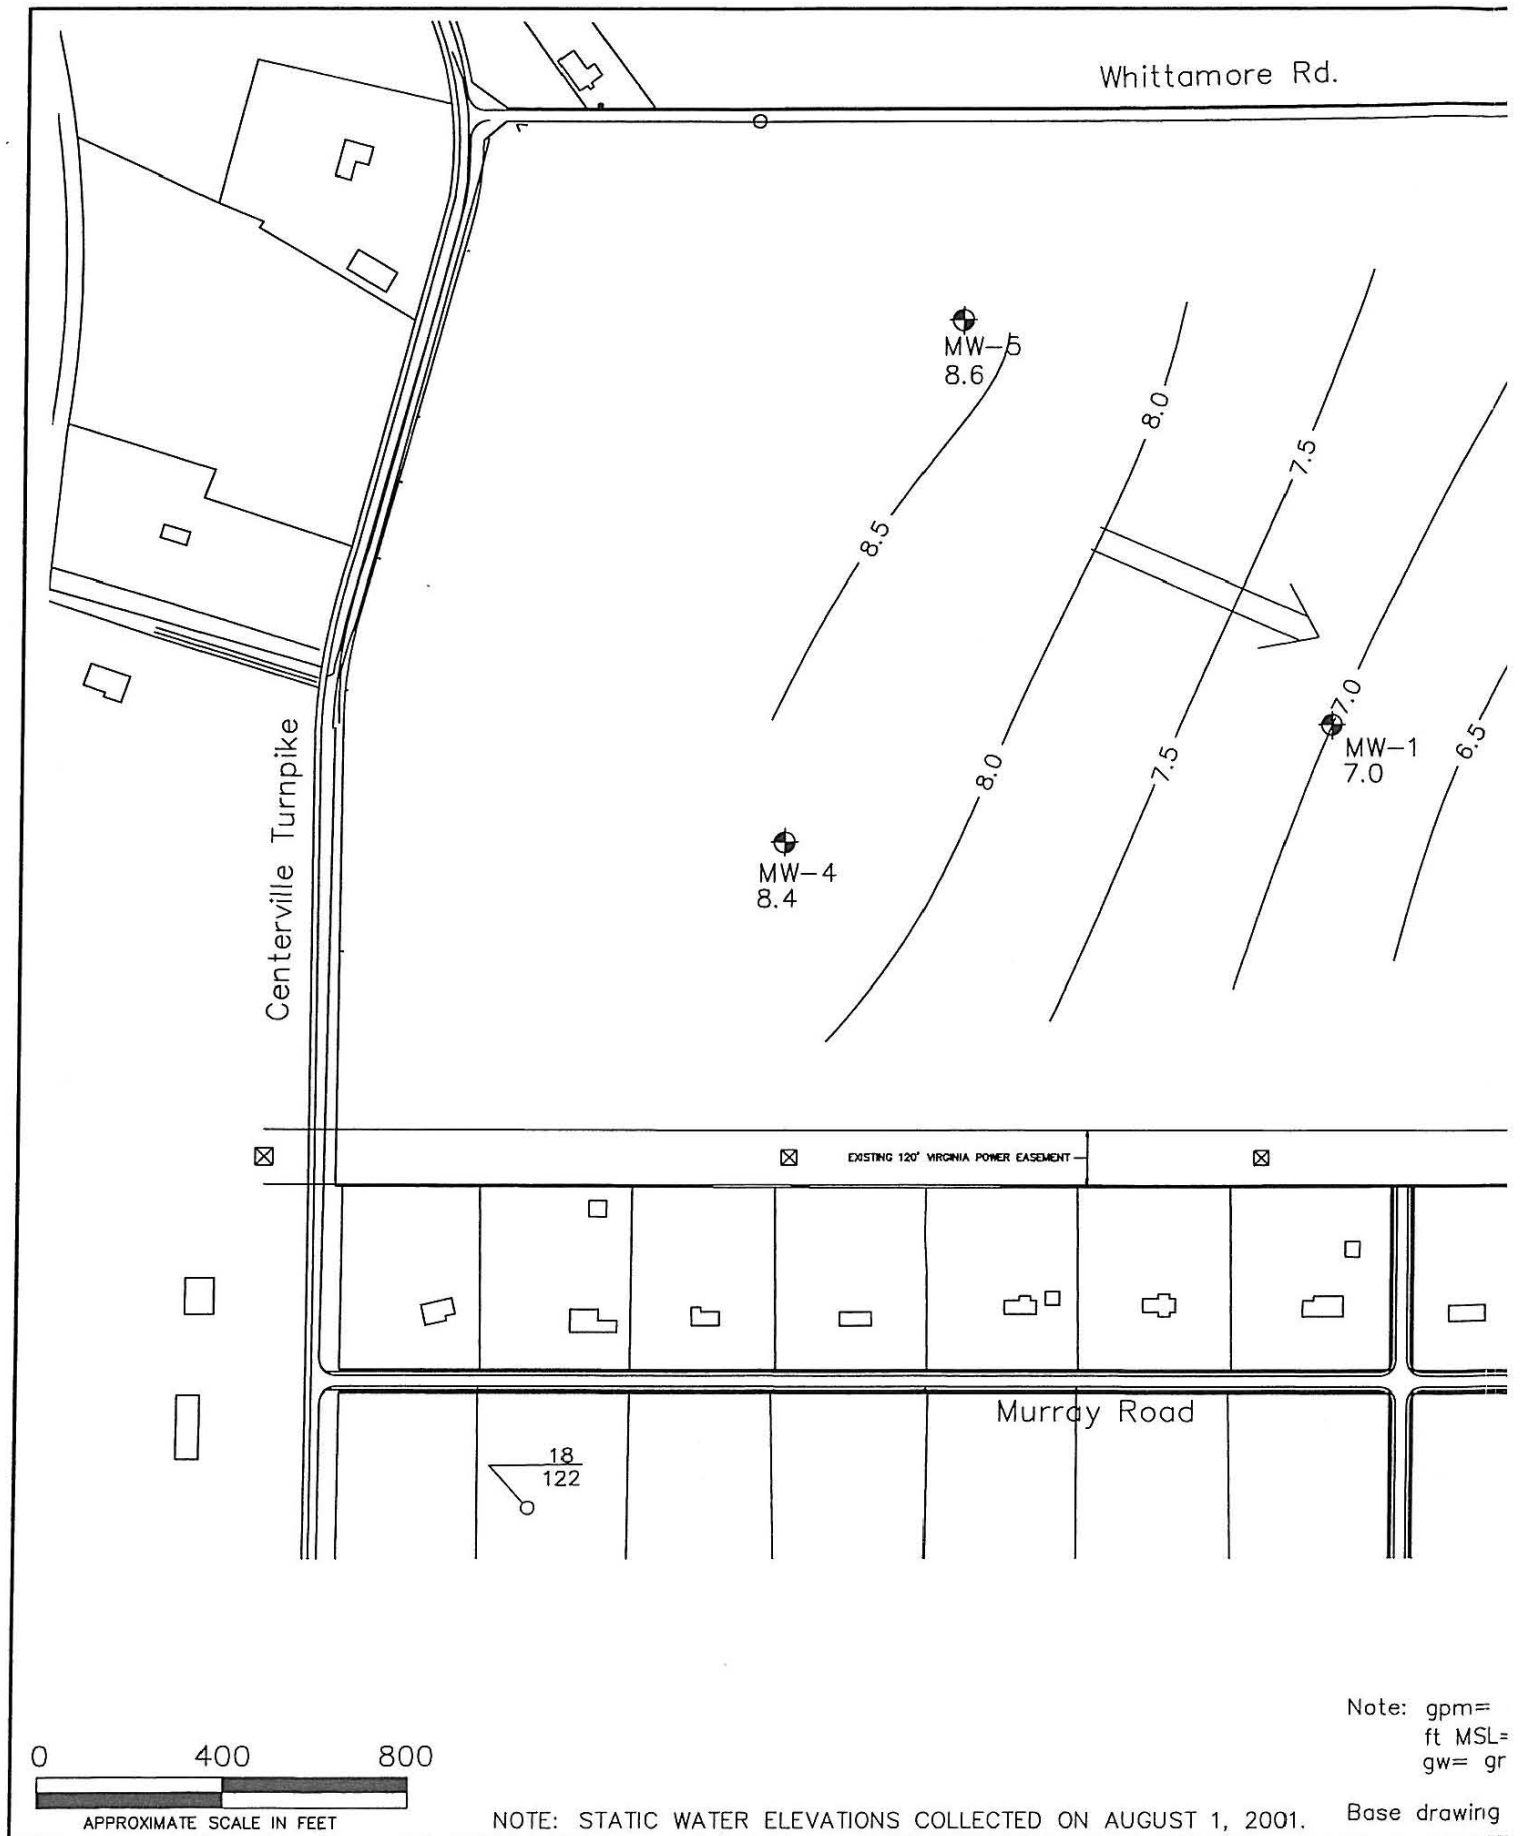 Whittamore Rd.
MW-5
8.6
8.0
7.5
8.5
7.0
MW-1
7.0
6.5
8.0
7.5
MW-4
8.4
Centerville Turnpike
EXISTING 120' VIRGINIA POWER EASEMENT
Murray Road
18
122
Note: gpm=
ft MSL=
gw= gr
0 400 800
APPROXIMATE SCALE IN FEET
NOTE: STATIC WATER ELEVATIONS COLLECTED ON AUGUST 1, 2001.
Base drawing